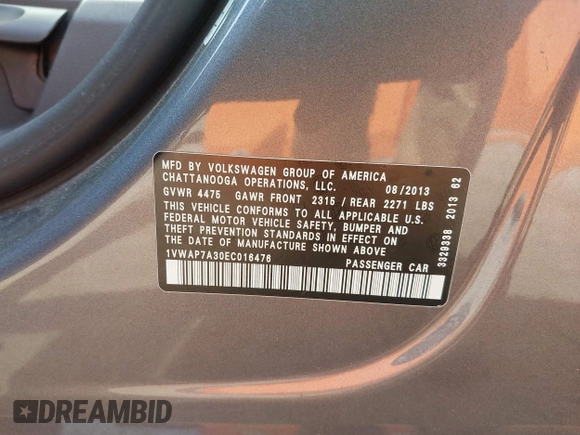 MFD BY VOLKSWAGEN GROUP OF AMERICA
CHATTANOOGA OPERATIONS, LLC. 08/2013
GVWR 4475 GAWR FRONT 2315 / REAR 2271 LBS
THIS VEHICLE CONFORMS TO ALL APPLICABLE U.S.
FEDERAL MOTOR VEHICLE SAFETY, BUMPER AND
THEFT PREVENTION STANDARDS IN EFFECT ON
THE DATE OF MANUFACTURE SHOWN ABOVE
1VWAP7A30EC016476 PASSENGER CAR
3329338 2013 62
DREAMBID